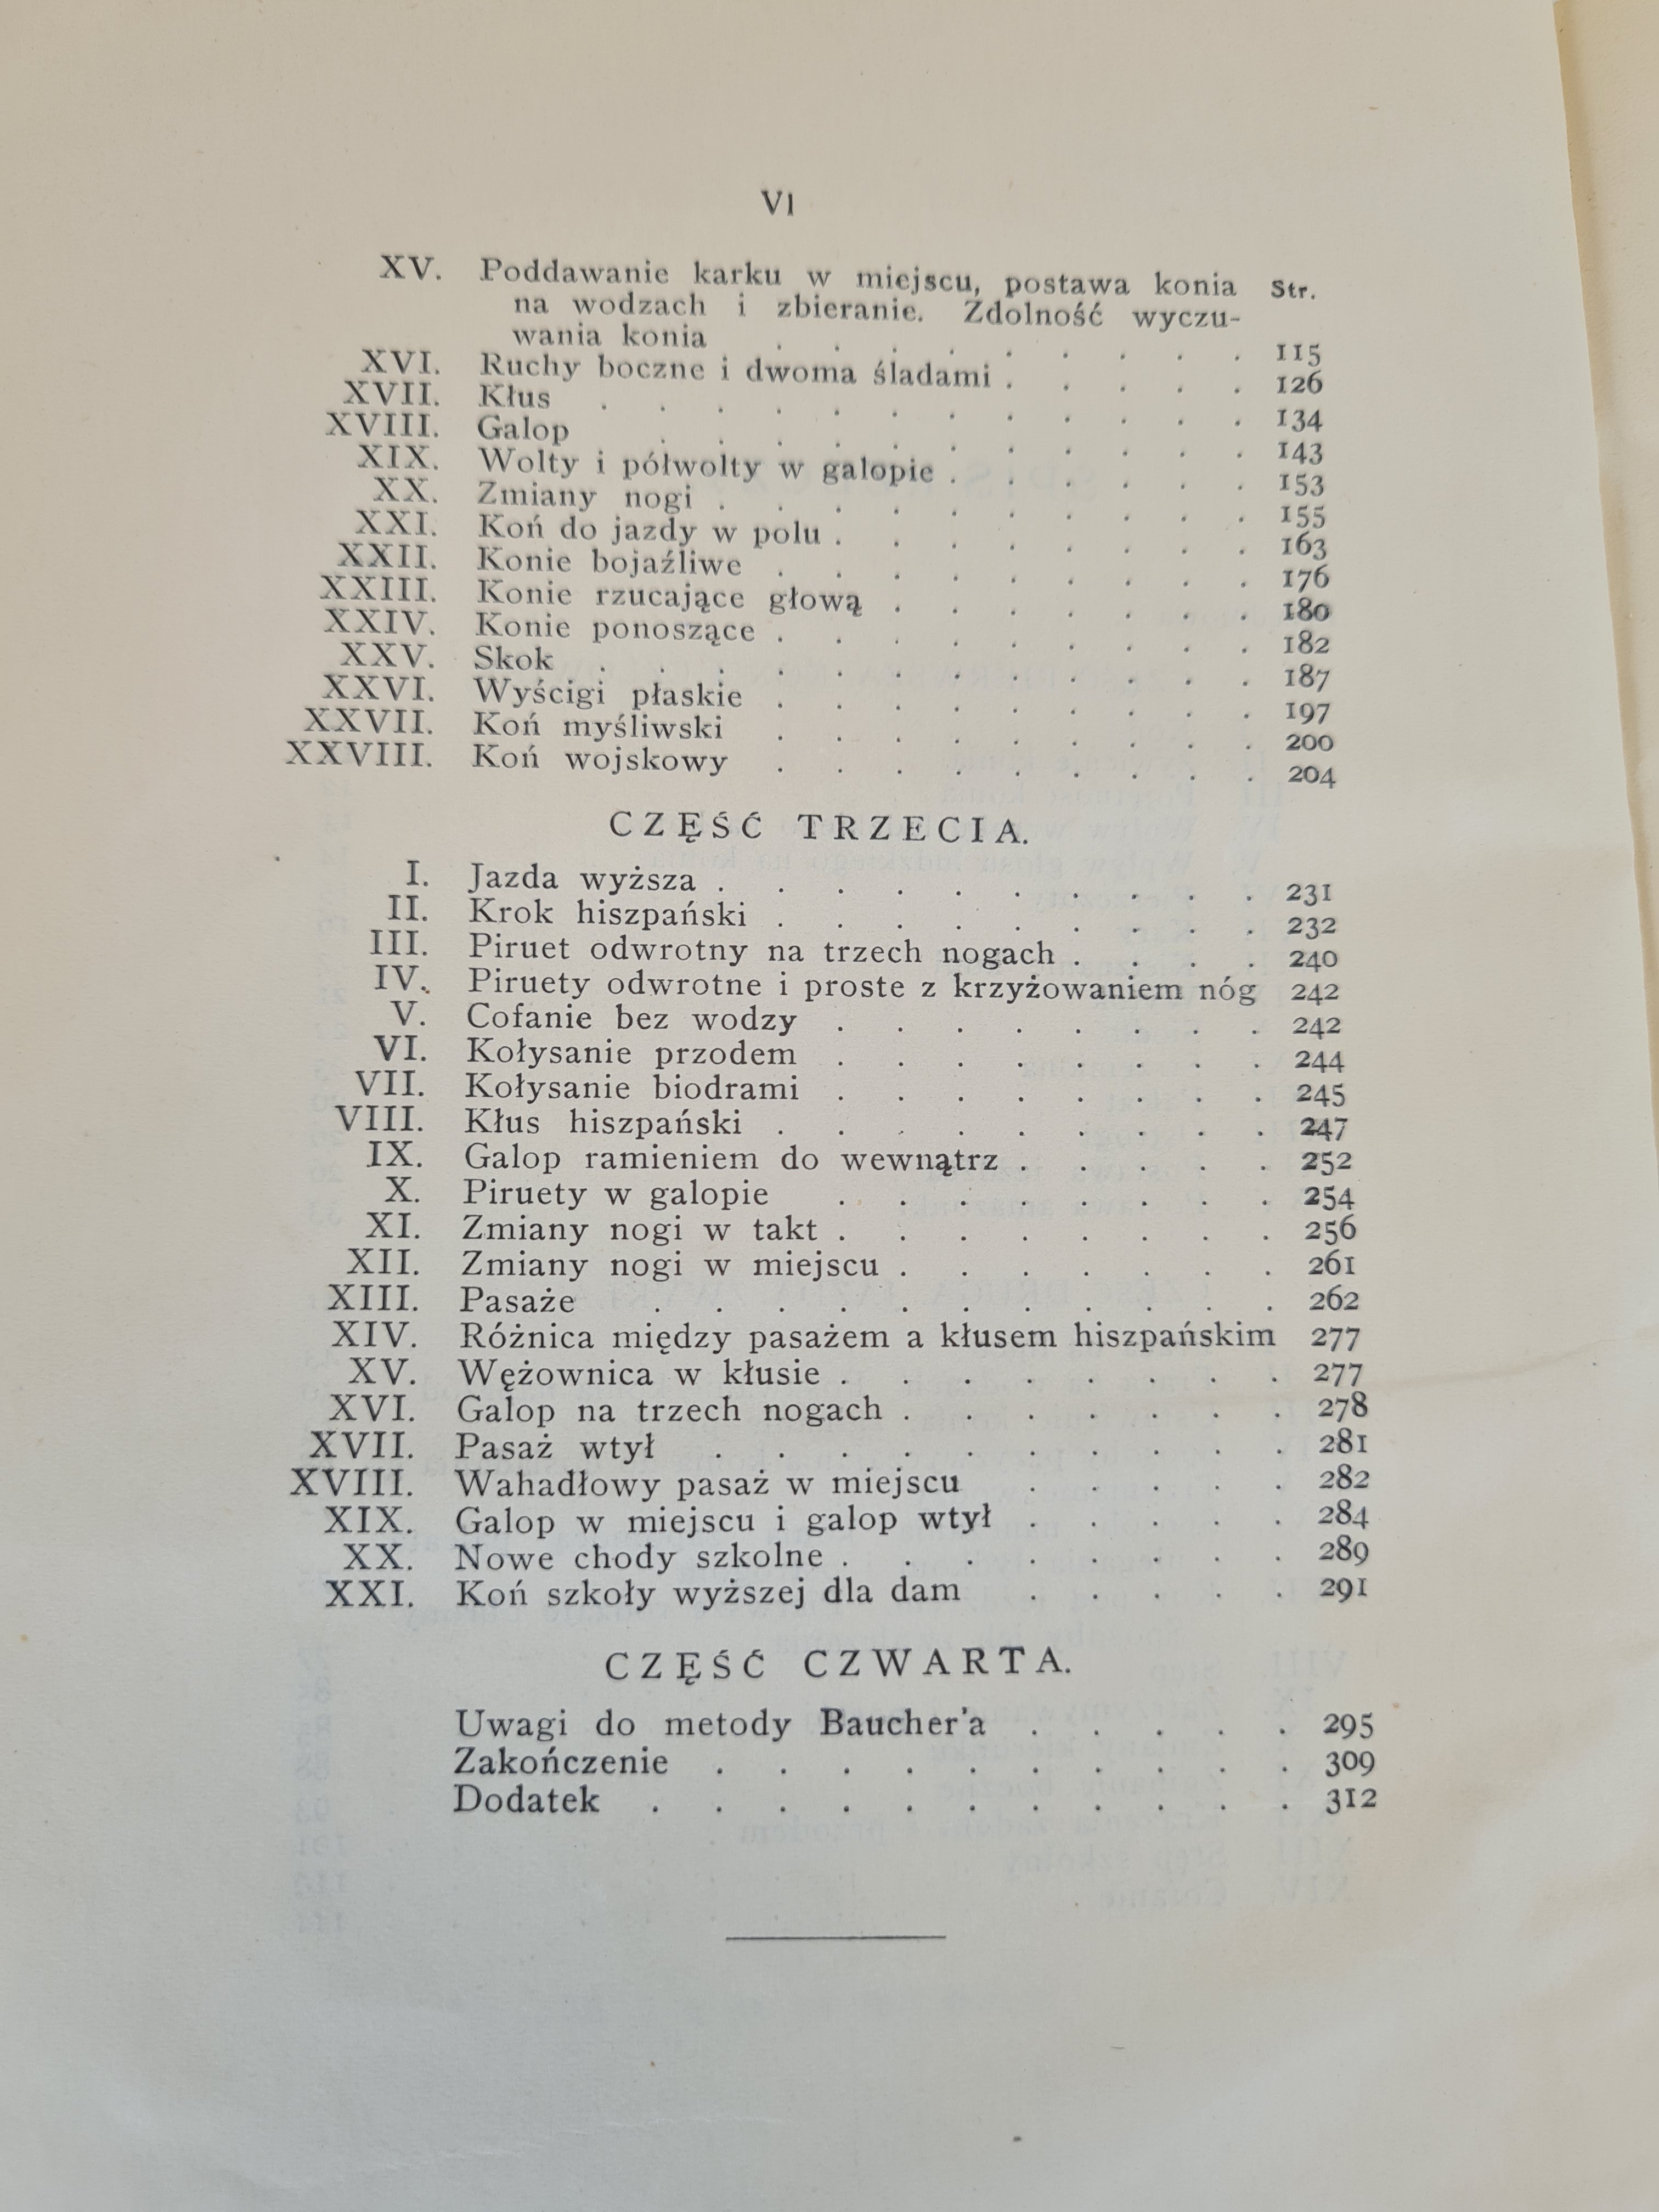 VI
Str.
XV. Poddawanie karku w miejscu, postawa konia
na wodzach i zbieranie. Zdolność wyczu-
wania konia . . . . . . . . . 115
XVI. Ruchy boczne i dwoma śladami . . . . . 126
XVII. Kłus . . . . . . . . . . . . 134
XVIII. Galop . . . . . . . . . . . 143
XIX. Wolty i półwolty w galopie . . . . . . 153
XX. Zmiany nogi . . . . . . . . . . 155
XXI. Koń do jazdy w polu . . . . . . . . 163
XXII. Konie bojaźliwe . . . . . . . . . 176
XXIII. Konie rzucające głową . . . . . . . 180
XXIV. Konie ponoszące . . . . . . . . . 182
XXV. Skok . . . . . . . . . . . . 187
XXVI. Wyścigi płaskie . . . . . . . . . 197
XXVII. Koń myśliwski . . . . . . . . . 200
XXVIII. Koń wojskowy . . . . . . . . . 204
CZĘŚĆ TRZECIA.
I. Jazda wyższa . . . . . . . . . . 231
II. Krok hiszpański . . . . . . . . . 232
III. Piruet odwrotny na trzech nogach . . . . 240
IV. Piruety odwrotne i proste z krzyżowaniem nóg 242
V. Cofanie bez wodzy . . . . . . . . 242
VI. Kołysanie przodem . . . . . . . . 244
VII. Kołysanie biodrami . . . . . . . . 245
VIII. Kłus hiszpański . . . . . . . . . 247
IX. Galop ramieniem do wewnątrz . . . . . 252
X. Piruety w galopie . . . . . . . . 254
XI. Zmiany nogi w takt . . . . . . . . 256
XII. Zmiany nogi w miejscu . . . . . . . 261
XIII. Pasaże . . . . . . . . . . . 262
XIV. Różnica między pasażem a kłusem hiszpańskim 277
XV. Wężownica w kłusie . . . . . . . . 277
XVI. Galop na trzech nogach . . . . . . . 278
XVII. Pasaż wtył . . . . . . . . . . 281
XVIII. Wahadłowy pasaż w miejscu . . . . . 282
XIX. Galop w miejscu i galop wtył . . . . . 284
XX. Nowe chody szkolne . . . . . . . . 289
XXI. Koń szkoły wyższej dla dam . . . . . 291
CZĘŚĆ CZWARTA.
Uwagi do metody Baucher'a . . . . . 295
Zakończenie . . . . . . . . . . 309
Dodatek . . . . . . . . . . . 312